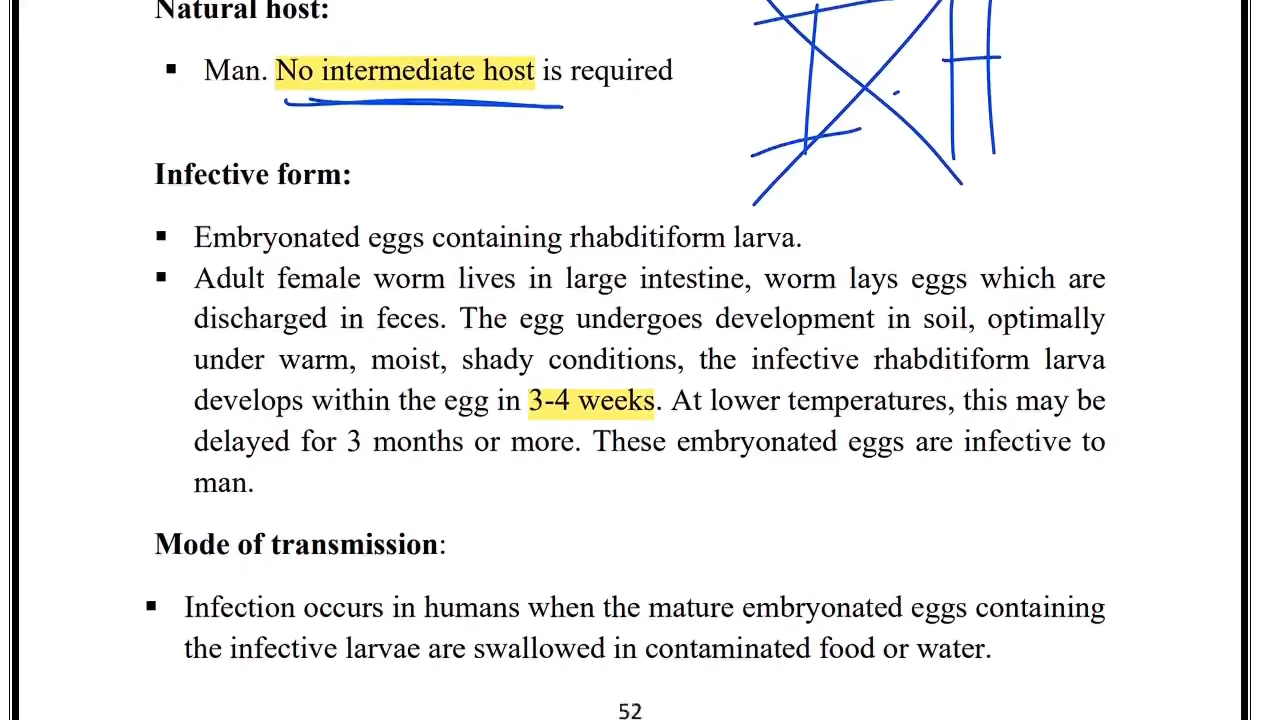 Natural host:
▪ Man. No intermediate host is required
IH
Infective form:
▪ Embryonated eggs containing rhabditiform larva.
▪ Adult female worm lives in large intestine, worm lays eggs which are
discharged in feces. The egg undergoes development in soil, optimally
under warm, moist, shady conditions, the infective rhabditiform larva
develops within the egg in 3-4 weeks. At lower temperatures, this may be
delayed for 3 months or more. These embryonated eggs are infective to
man.
Mode of transmission:
▪ Infection occurs in humans when the mature embryonated eggs containing
the infective larvae are swallowed in contaminated food or water.
52